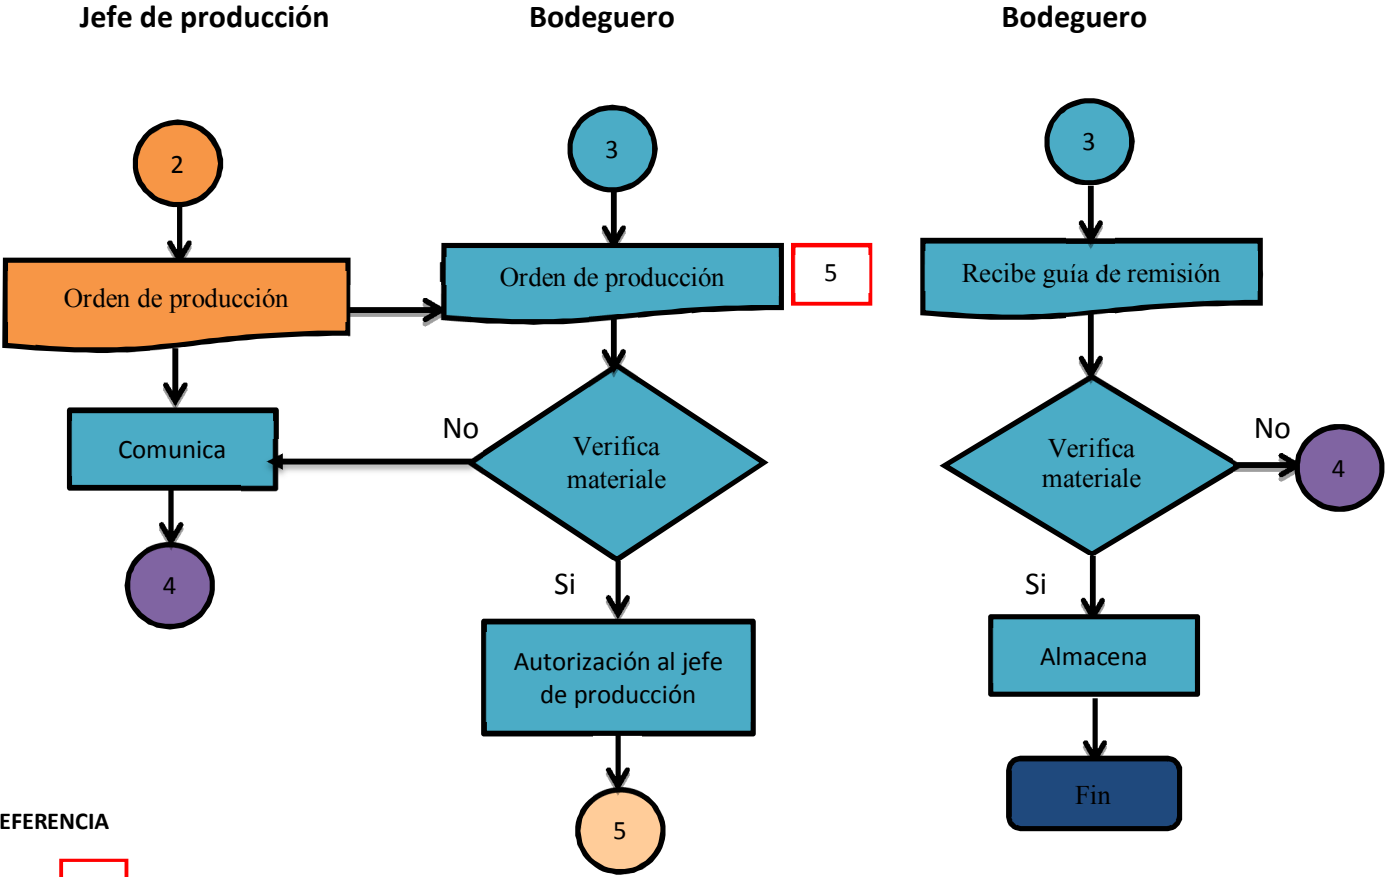 Jefe de producción
Bodeguero
Bodeguero
2
3
3
Orden de producción
Orden de producción
5
Recibe guía de remisión
Comunica
No
Verifica
materiale
Verifica
materiale
No
4
4
Si
Si
Autorización al jefe
de producción
Almacena
5
Fin
EFERENCIA